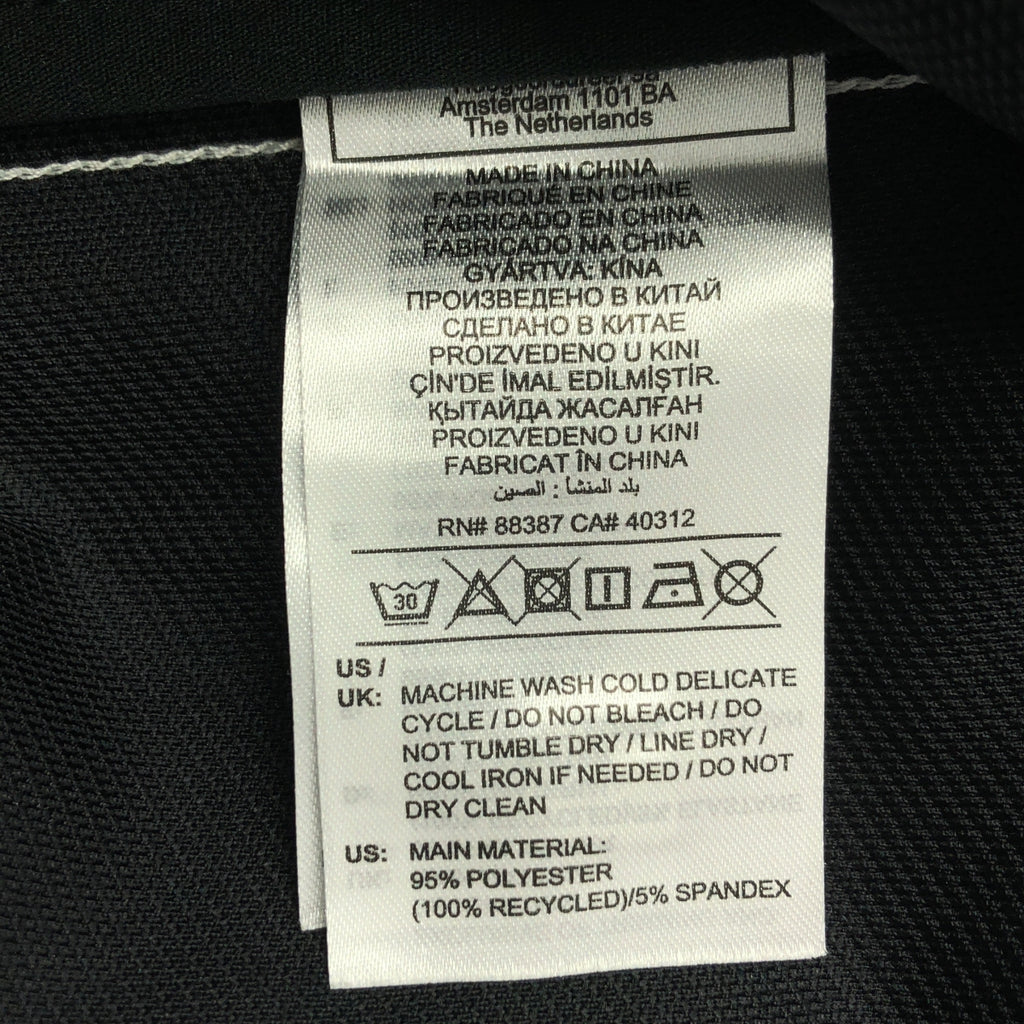 Amsterdam 1101 BA
The Netherlands
MADE IN CHINA
FABRIQUÉ EN CHINE
FABRICADO EN CHINA
FABRICADO NA CHINA
GYÁRTVA: KÍNA
ПРОИЗВЕДЕНО В КИТАЙ
СДЕЛАНО В КИТАЕ
PROIZVEDENO U KINI
ÇİN'DE İMAL EDİLMİŞTİR.
ҚЫТАЙДА ЖАСАЛҒАН
PROIZVEDENO U KINI
FABRICAT ÎN CHINA
بلد المنشأ : الصين
RN# 88387 CA# 40312
30
US /
UK: MACHINE WASH COLD DELICATE
CYCLE / DO NOT BLEACH / DO
NOT TUMBLE DRY / LINE DRY /
COOL IRON IF NEEDED / DO NOT
DRY CLEAN
US: MAIN MATERIAL:
95% POLYESTER
(100% RECYCLED)/5% SPANDEX